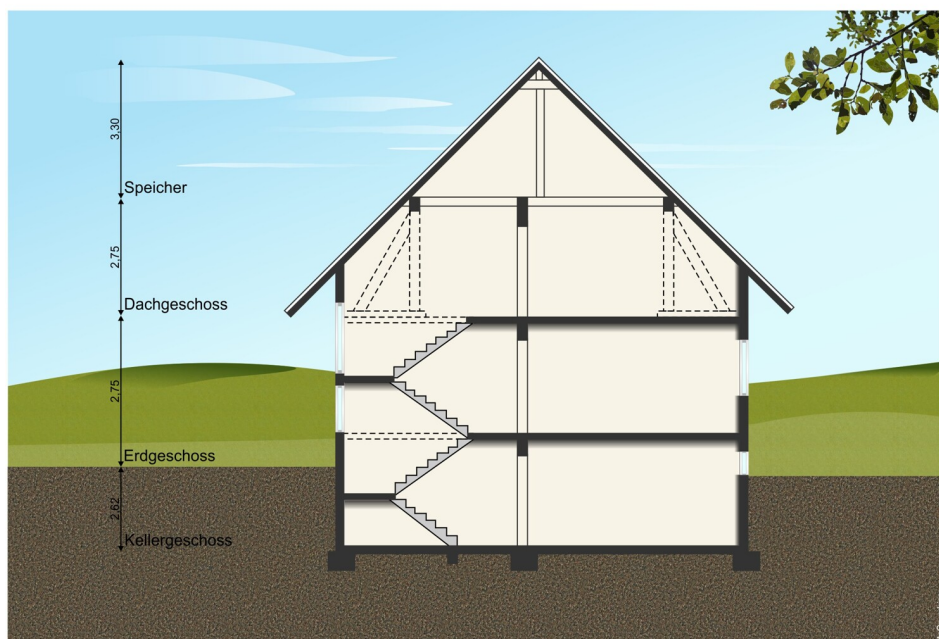 3.30
Speicher
2.75
Dachgeschoss
2.75
Erdgeschoss
2.62
Kellergeschoss